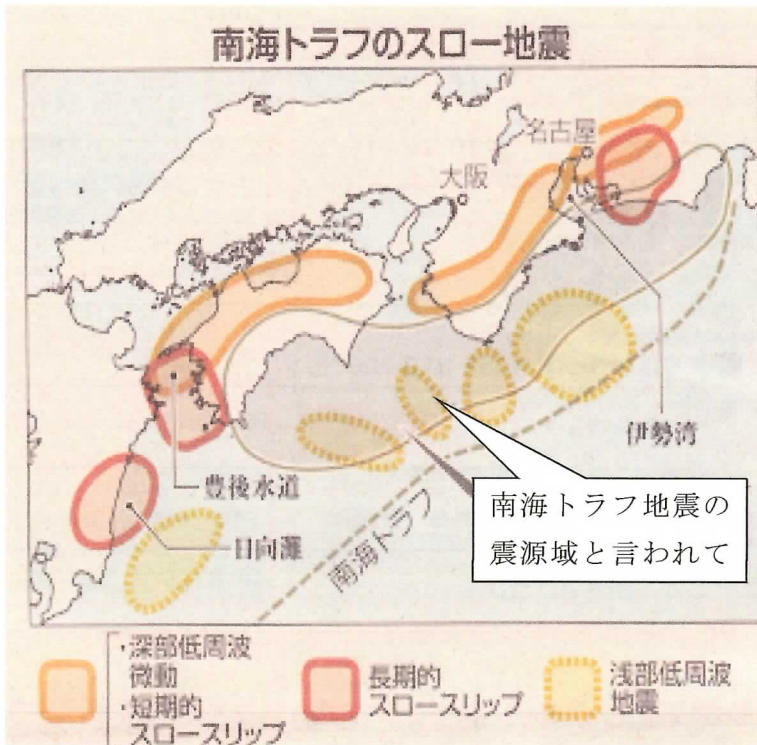 南海トラフのスロー地震
名古屋
大阪
伊勢湾
豊後水道
日向灘
南海トラフ
南海トラフ地震の
震源域と言われて
・深部低周波
微動
・短期的
スロースリップ
長期的
スロースリップ
浅部低周波
地震